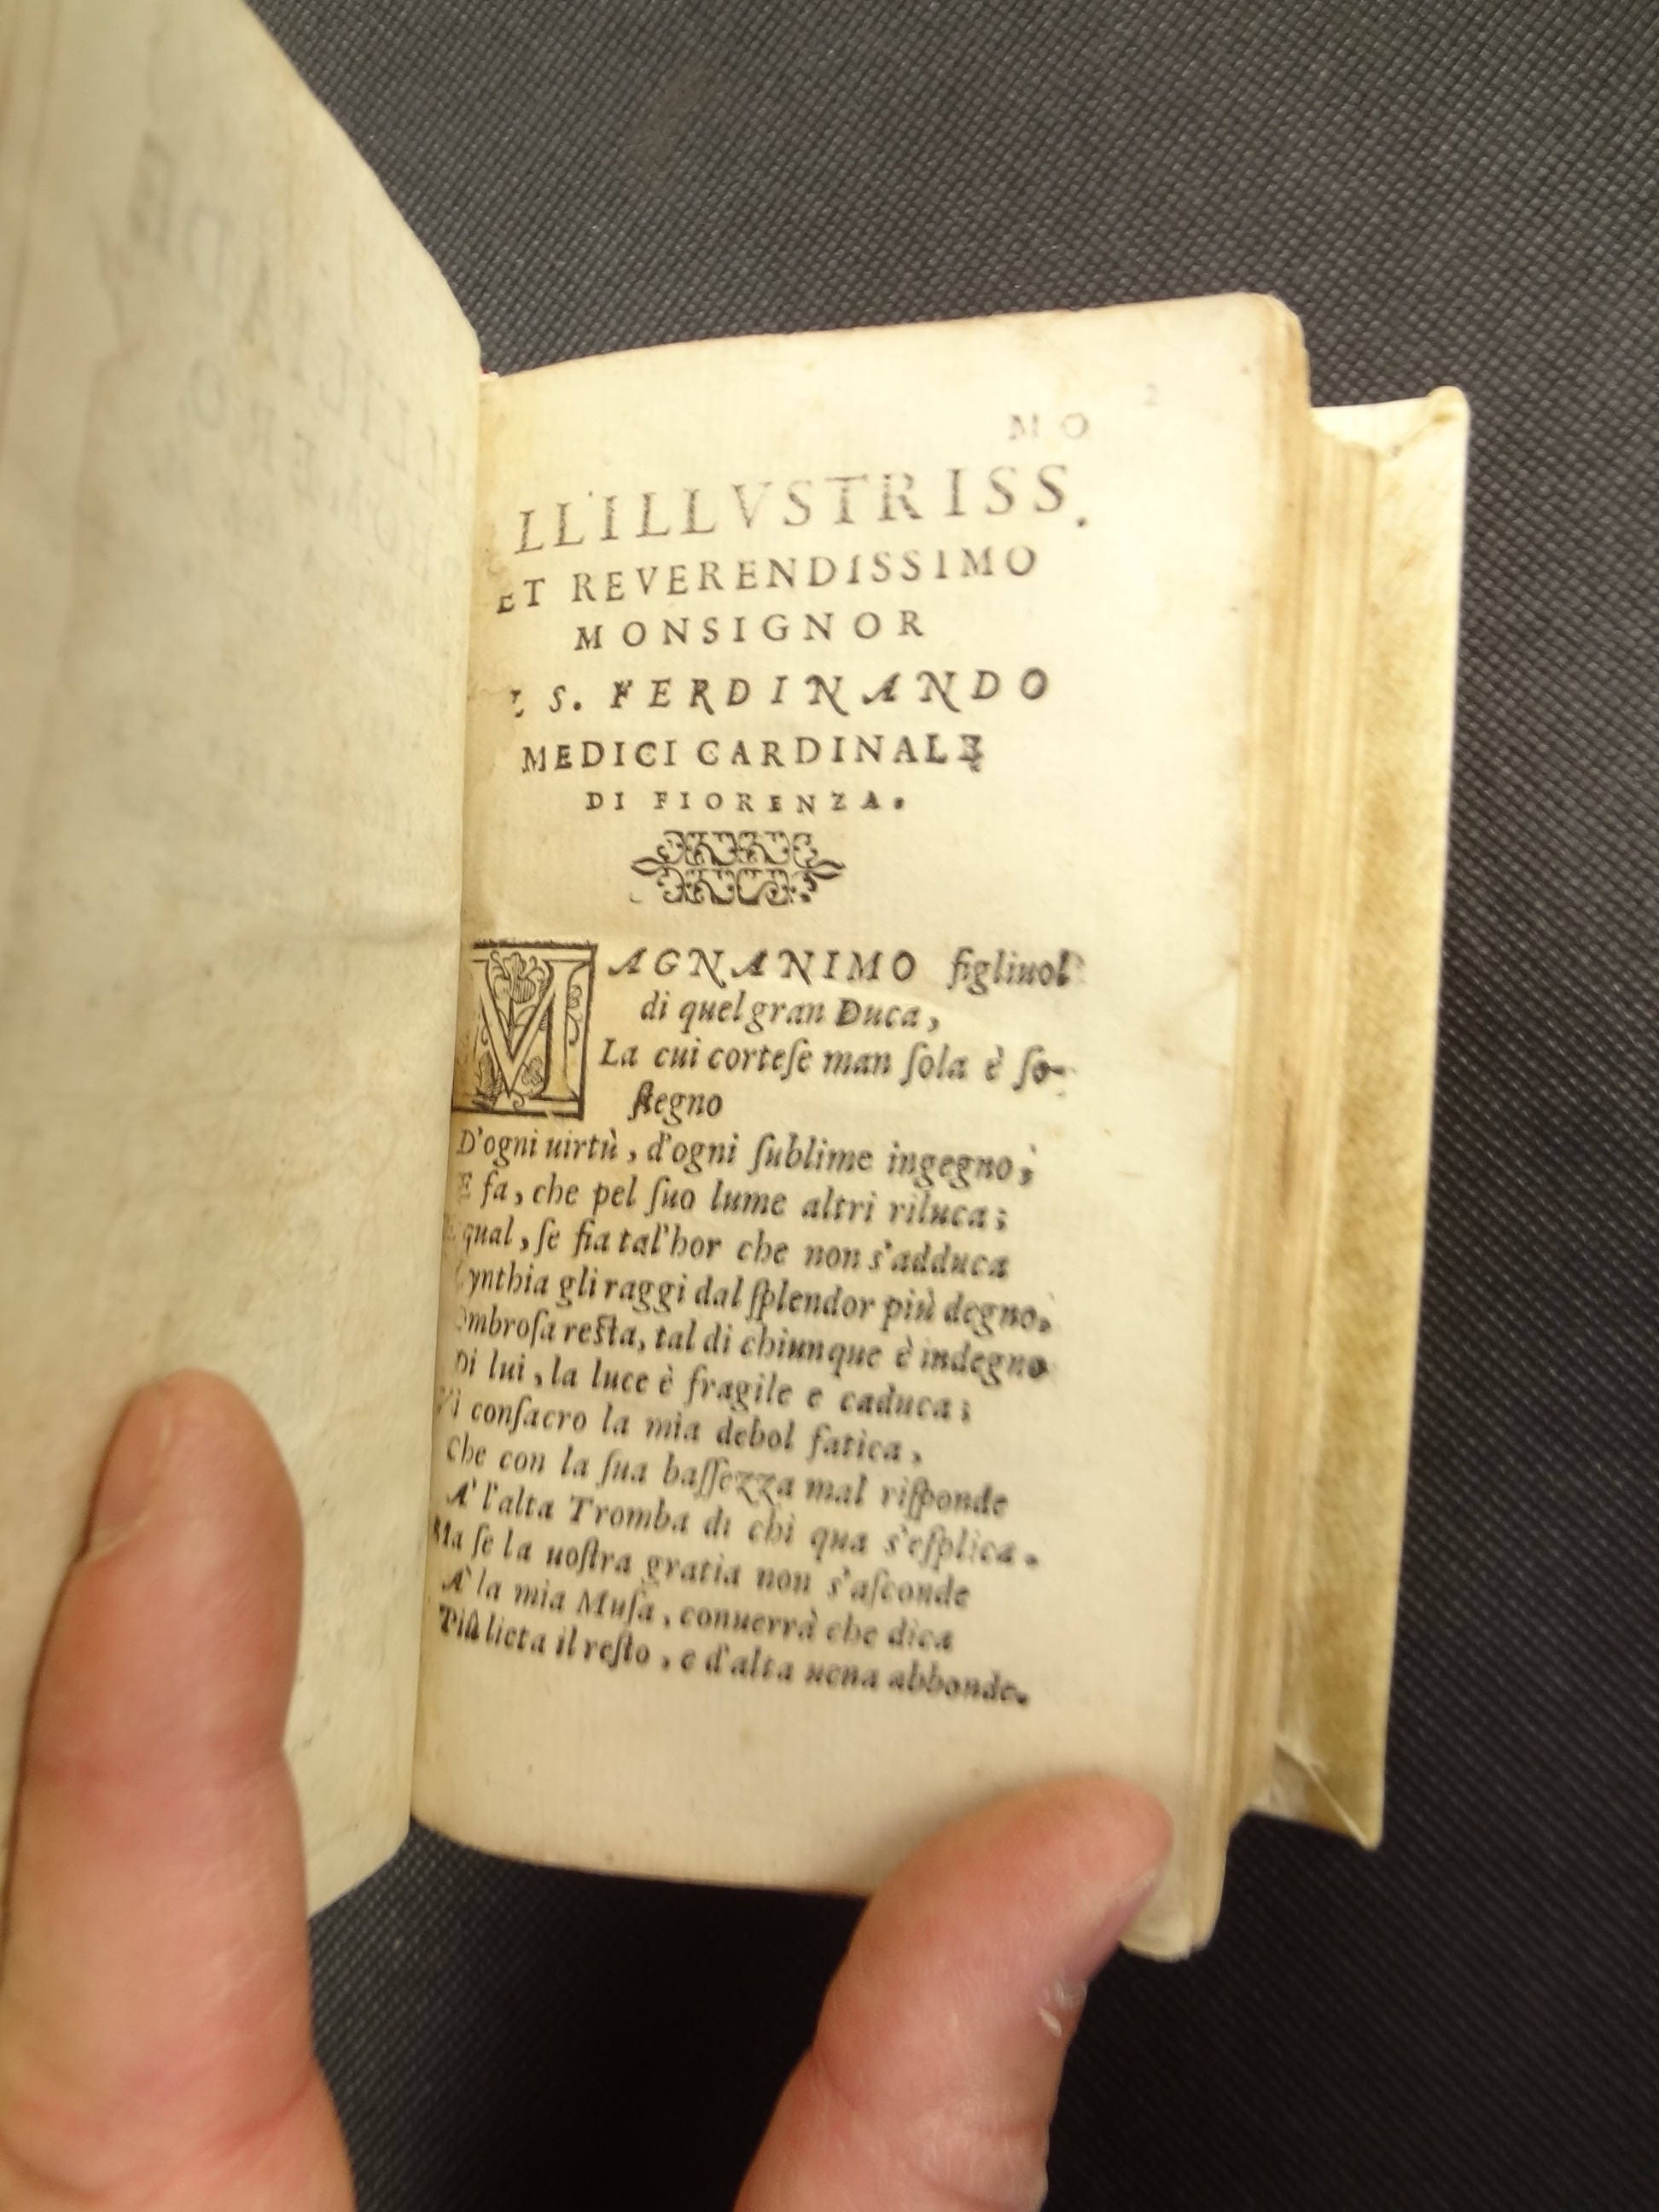 2
MO
LL'ILLVSTRISS.
ET REVERENDISSIMO
MONSIGNOR
S. FERDINANDO
MEDICI CARDINALE
DI FIORENZA.
MAGNANIMO figliuol
di quel gran Duca,
La cui corteſe man ſola è ſo-
ſtegno
D'ogni uirtù, d'ogni ſublime ingegno;
E fa, che pel ſuo lume altri riluca;
qual, ſe fia tal'hor che non s'adduca
Cynthia gli raggi dal ſplendor più degno,
Ombroſa reſta, tal di chiunque è indegno
Di lui, la luce è fragile e caduca;
Vi conſacro la mia debol fatica,
Che con la ſua baſſezza mal riſponde
A' l'alta Tromba di chi qua s'eſplica.
Ma ſe la uoſtra gratia non s'aſconde
A' la mia Muſa, conuerrà che dica
Più lieta il reſto, e d'alta uena abbonde.